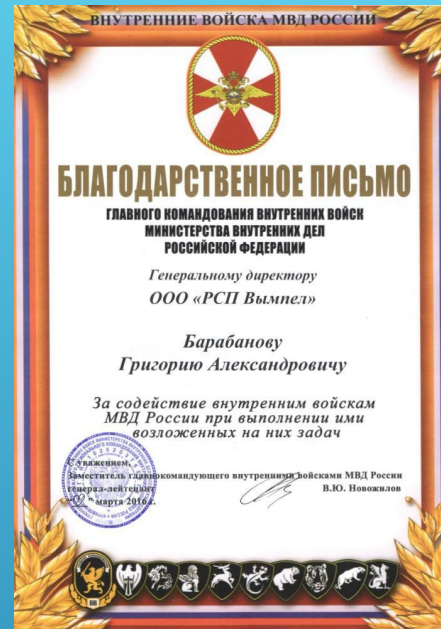 ВНУТРЕННИЕ ВОЙСКА МВД РОССИИ
БЛАГОДАРСТВЕННОЕ ПИСЬМО
ГЛАВНОГО КОМАНДОВАНИЯ ВНУТРЕННИХ ВОЙСК
МИНИСТЕРСТВА ВНУТРЕННИХ ДЕЛ
РОССИЙСКОЙ ФЕДЕРАЦИИ
Генеральному директору
ООО «РСП Вымпел»
Барабанову
Григорию Александровичу
За содействие внутренним войскам
МВД России при выполнении ими
возложенных на них задач
С уважением,
Заместитель главнокомандующего внутренними войсками МВД России
генерал-лейтенант В.Ю. Новожилов
марта 2016 г.
ВВ